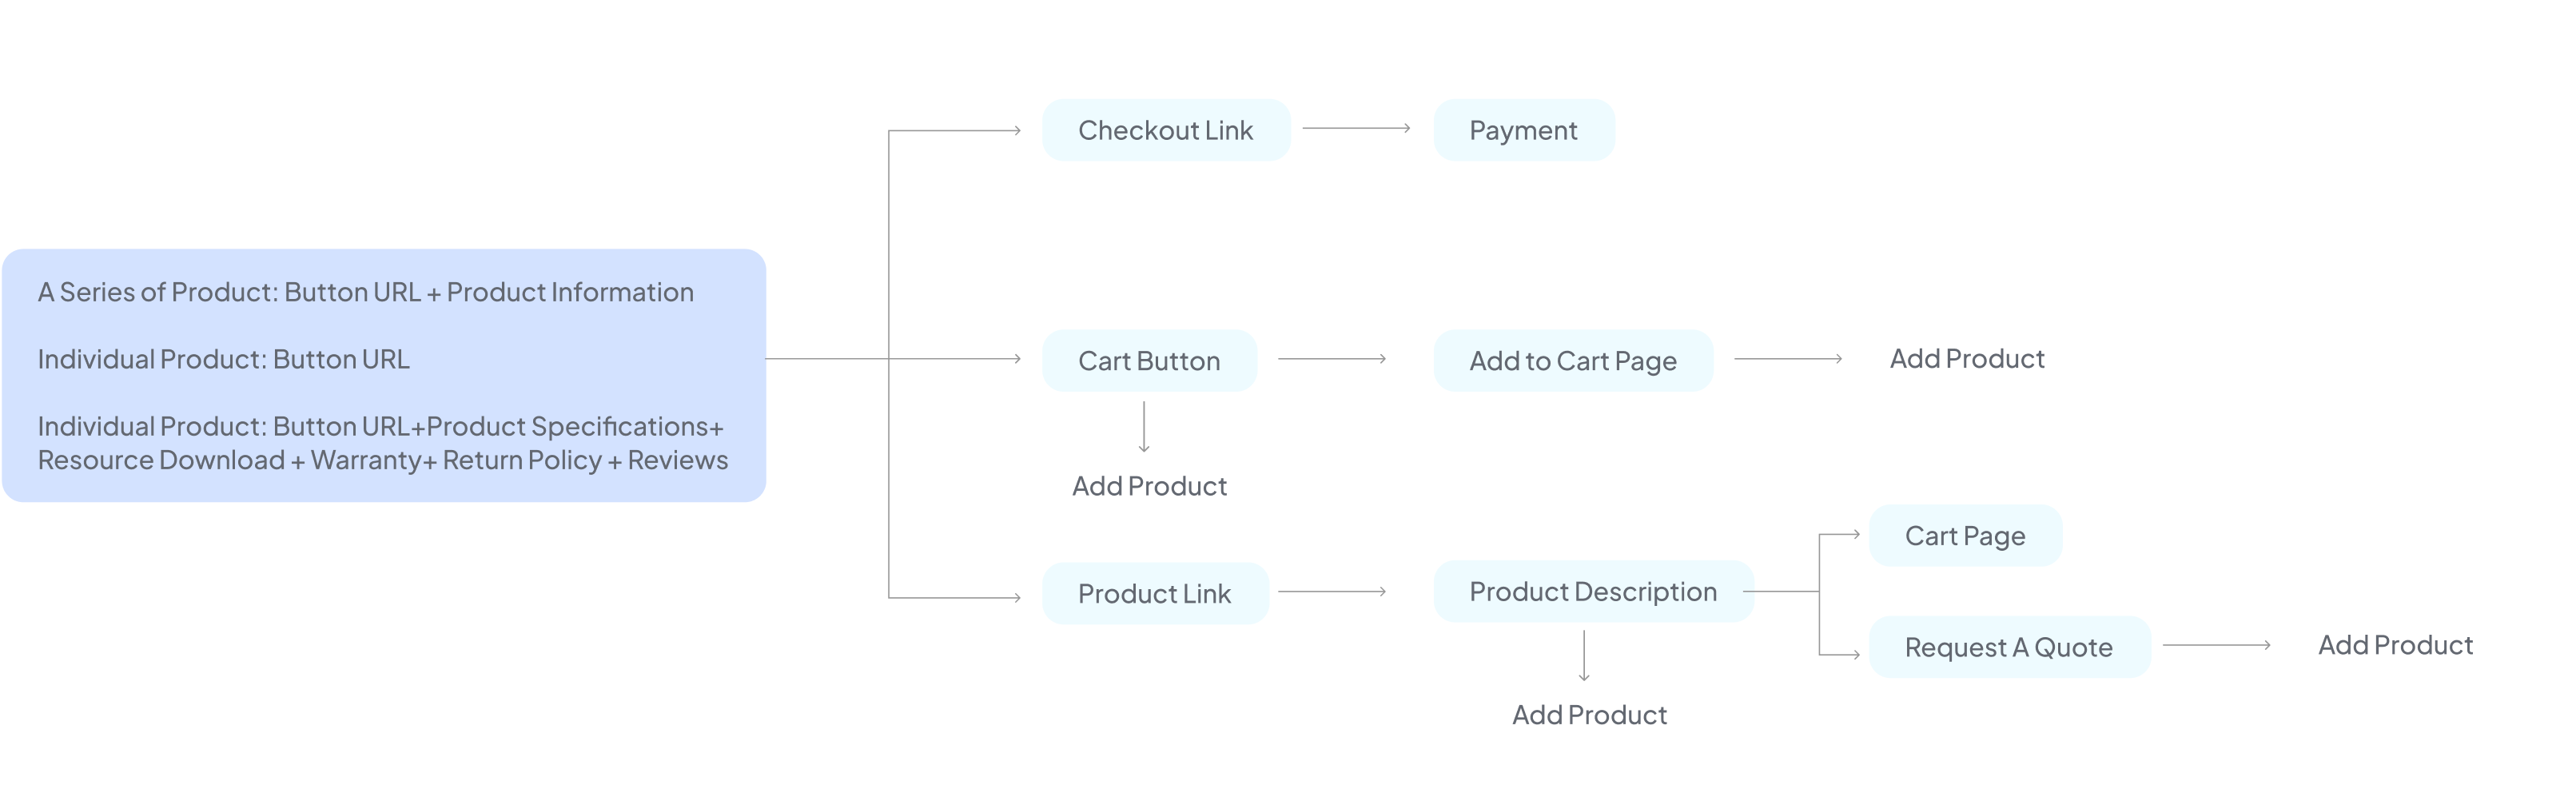 A Series of Product: Button URL + Product Information
Individual Product: Button URL
Individual Product: Button URL+Product Specifications+
Resource Download + Warranty+ Return Policy + Reviews
Checkout Link
Payment
Cart Button
Add to Cart Page
Add Product
Add Product
Product Link
Product Description
Cart Page
Request A Quote
Add Product
Add Product